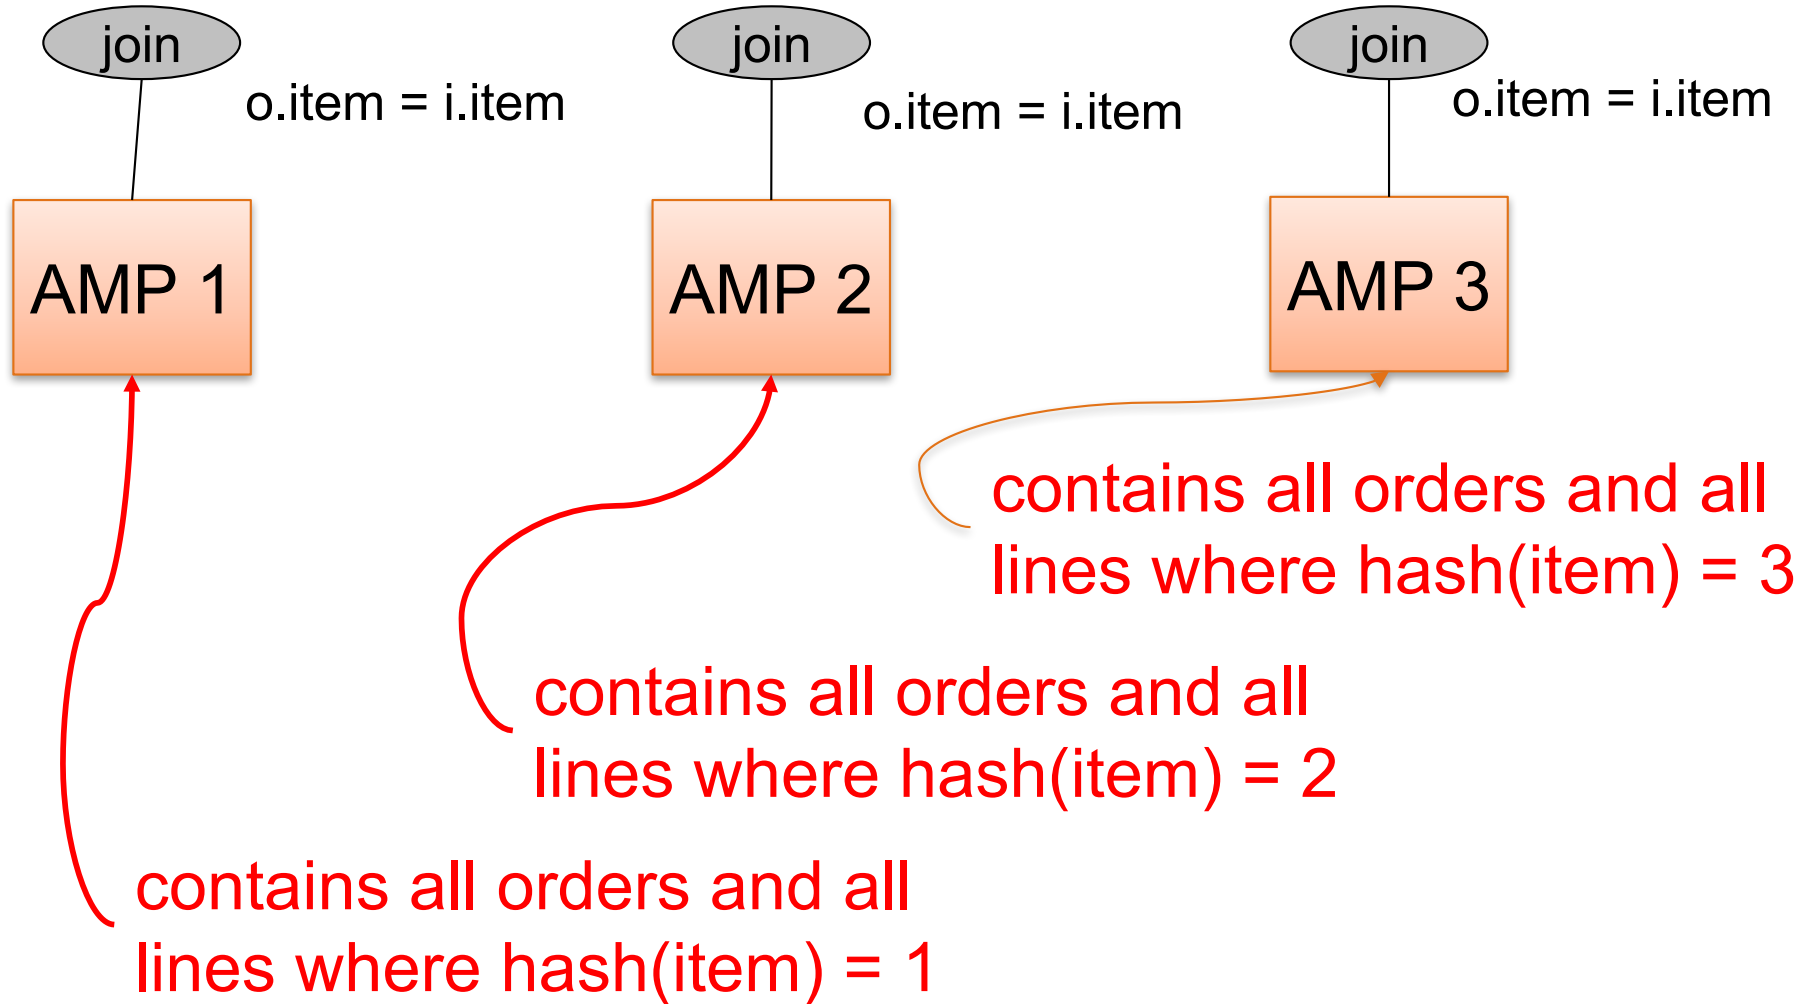 join
join
join
o.item = i.item
o.item = i.item
o.item = i.item
AMP 1
AMP 2
AMP 3
contains all orders and all
lines where hash(item) = 3
contains all orders and all
lines where hash(item) = 2
contains all orders and all
lines where hash(item) = 1